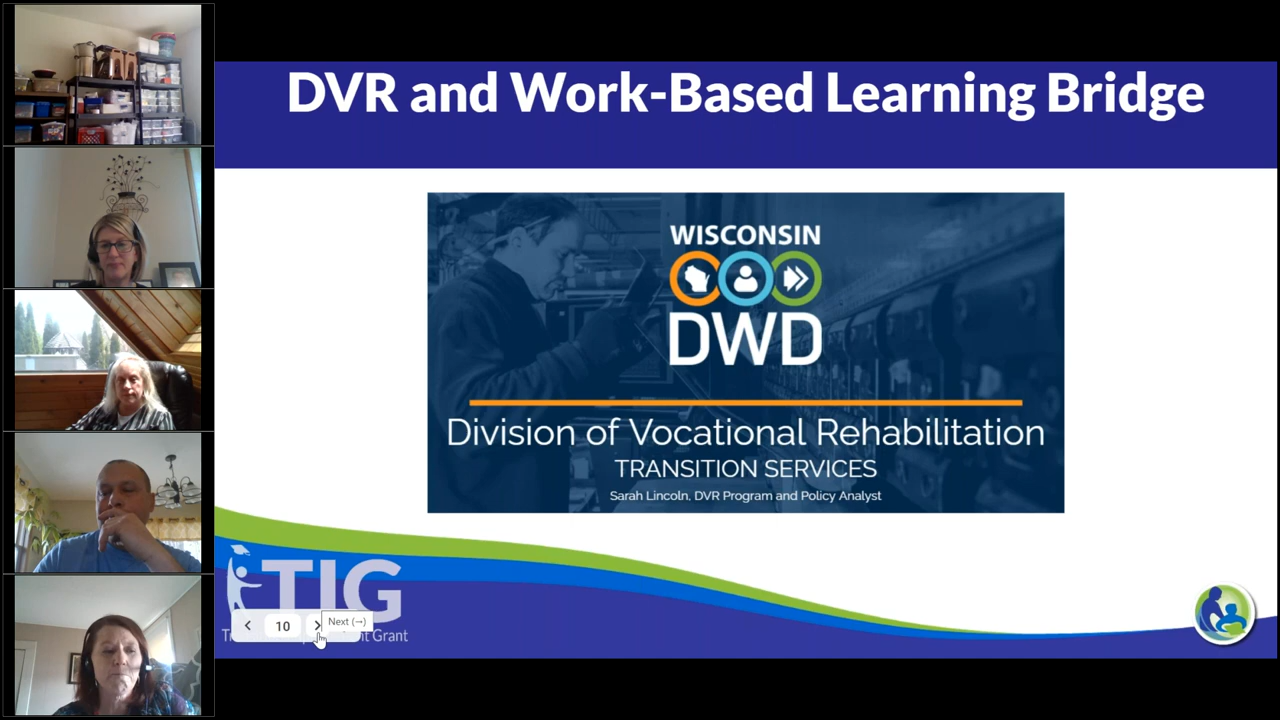 DVR and Work-Based Learning Bridge
WISCONSIN
DWD
Division of Vocational Rehabilitation
TRANSITION SERVICES
Sarah Lincoln, DVR Program and Policy Analyst
TIG
10
Next (→)
Grant